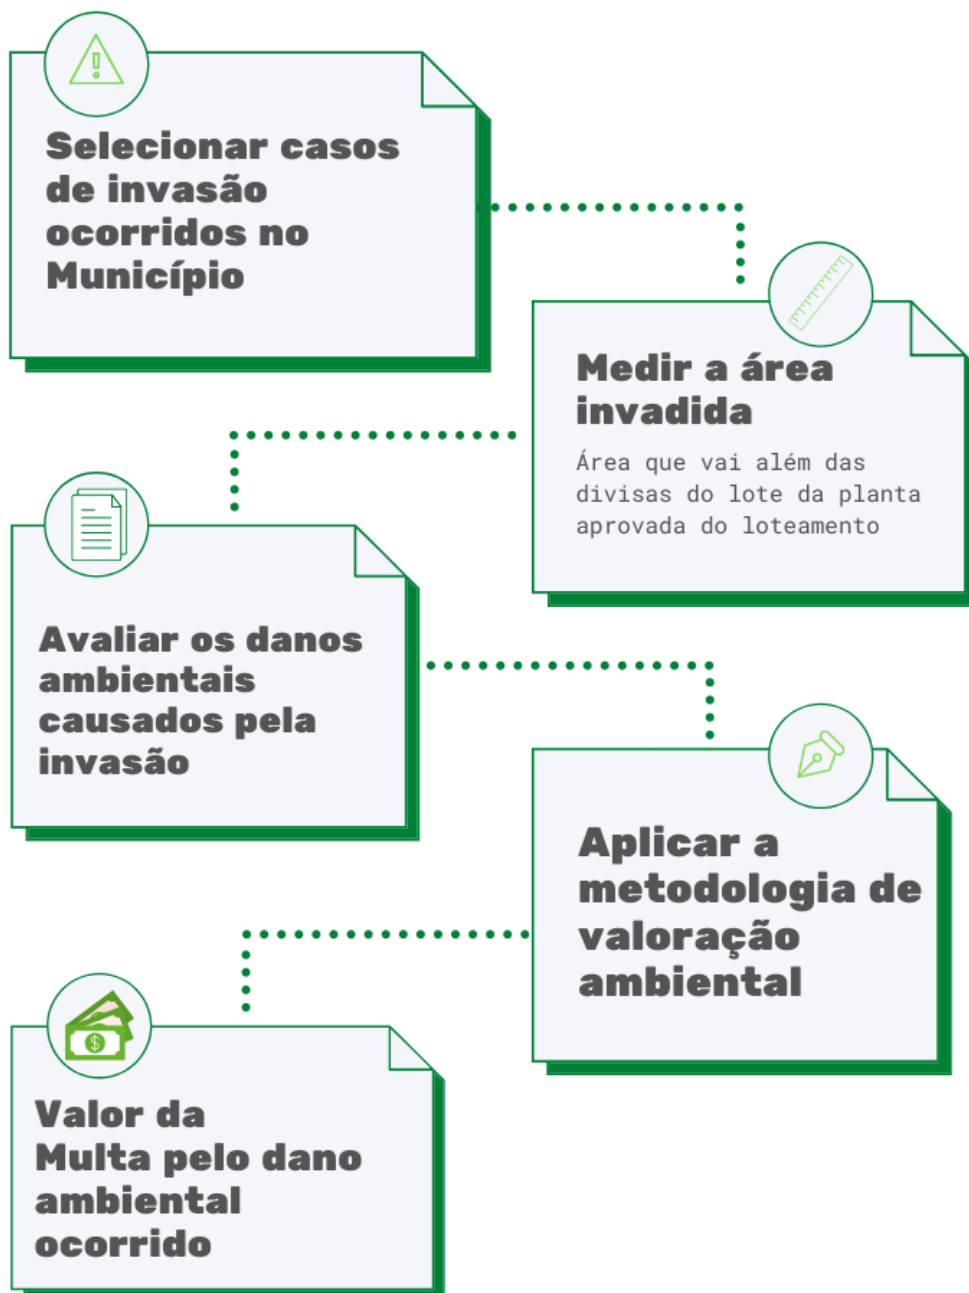 Selecionar casos
de invasão
ocorridos no
Município
Medir a área
invadida
Área que vai além das
divisas do lote da planta
aprovada do loteamento
Avaliar os danos
ambientais
causados pela
invasão
Aplicar a
metodologia de
valoração
ambiental
Valor da
Multa pelo dano
ambiental
ocorrido